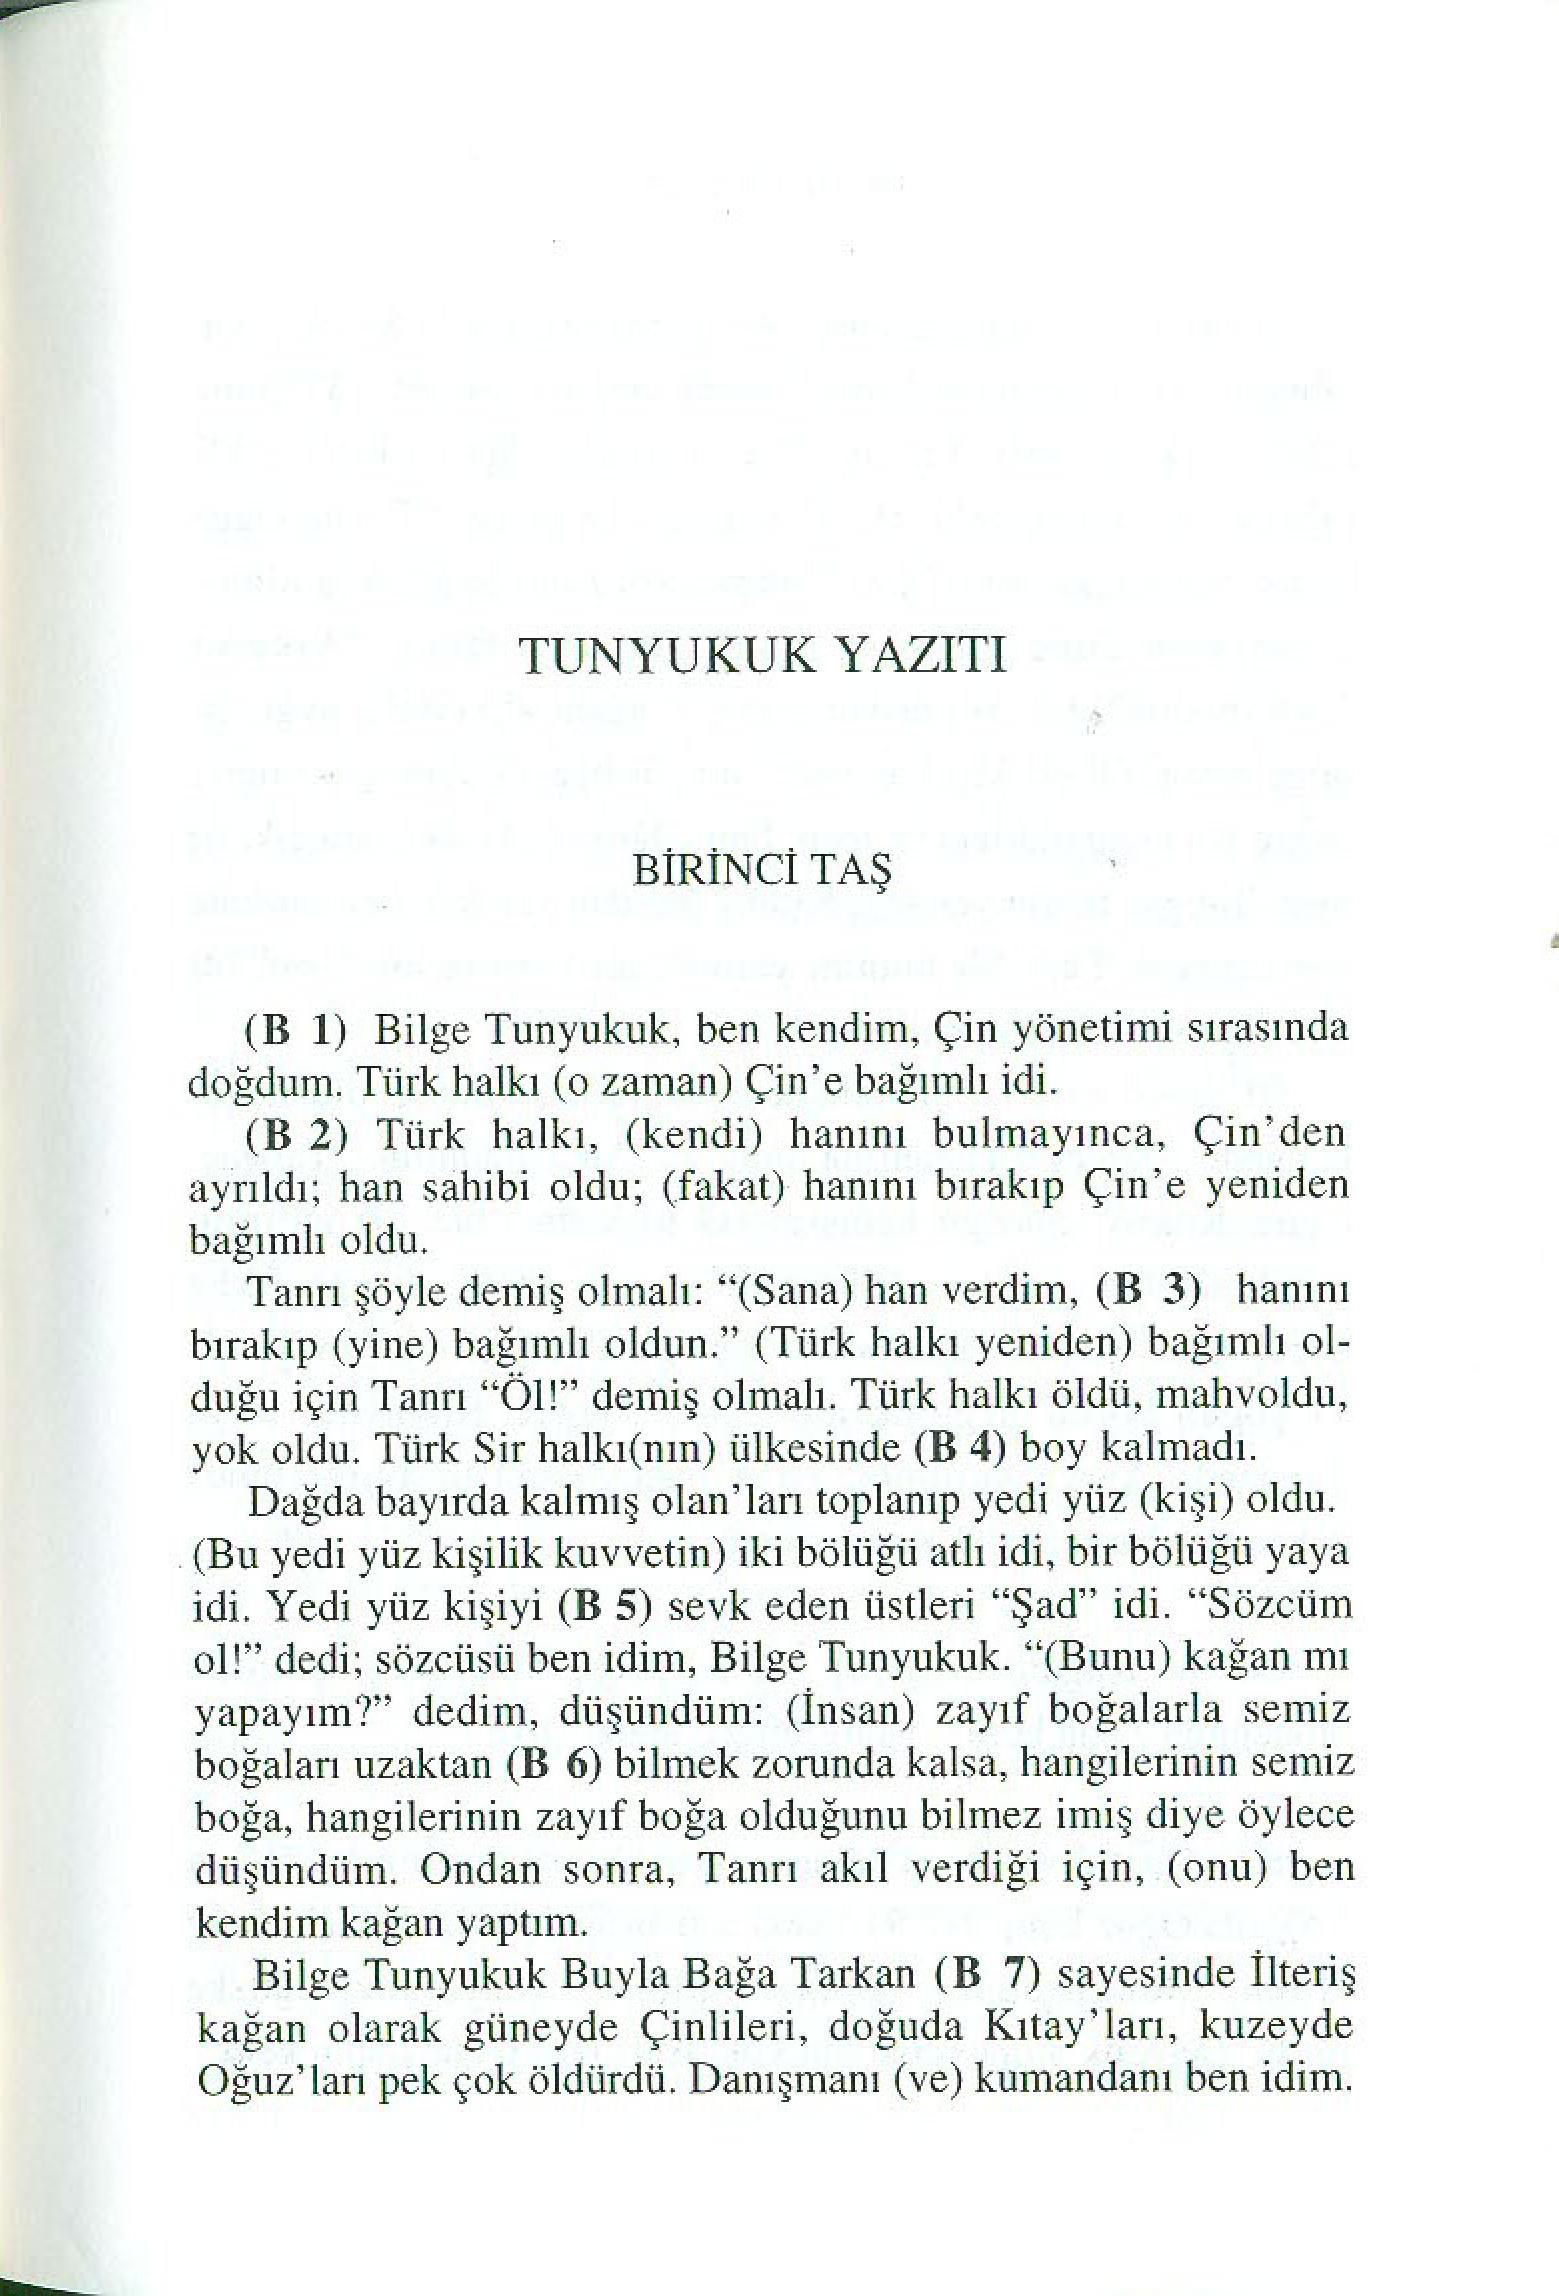 TUNYUKUK YAZITI
BİRİNCİ TAŞ
(B 1) Bilge Tunyukuk, ben kendim, Çin yönetimi sırasında
doğdum. Türk halkı (o zaman) Çin’e bağımlı idi.
(B 2) Türk halkı, (kendi) hanını bulmayınca, Çin’den
ayrıldı; han sahibi oldu; (fakat) hanını bırakıp Çin’e yeniden
bağımlı oldu.
Tanrı şöyle demiş olmalı: “(Sana) han verdim, (B 3) hanını
bırakıp (yine) bağımlı oldun.” (Türk halkı yeniden) bağımlı ol-
duğu için Tanrı “Öl!” demiş olmalı. Türk halkı öldü, mahvoldu,
yok oldu. Türk Sir halkı(nın) ülkesinde (B 4) boy kalmadı.
Dağda bayırda kalmış olan’ları toplanıp yedi yüz (kişi) oldu.
(Bu yedi yüz kişilik kuvvetin) iki bölüğü atlı idi, bir bölüğü yaya
idi. Yedi yüz kişiyi (B 5) sevk eden üstleri “Şad” idi. “Sözcüm
ol!” dedi; sözcüsü ben idim, Bilge Tunyukuk. “(Bunu) kağan mı
yapayım?” dedim, düşündüm: (İnsan) zayıf boğalarla semiz
boğaları uzaktan (B 6) bilmek zorunda kalsa, hangilerinin semiz
boğa, hangilerinin zayıf boğa olduğunu bilmez imiş diye öylece
düşündüm. Ondan sonra, Tanrı akıl verdiği için, (onu) ben
kendim kağan yaptım.
Bilge Tunyukuk Buyla Bağa Tarkan (B 7) sayesinde İlteriş
kağan olarak güneyde Çinlileri, doğuda Kıtay’ları, kuzeyde
Oğuz’ları pek çok öldürdü. Danışmanı (ve) kumandanı ben idim.